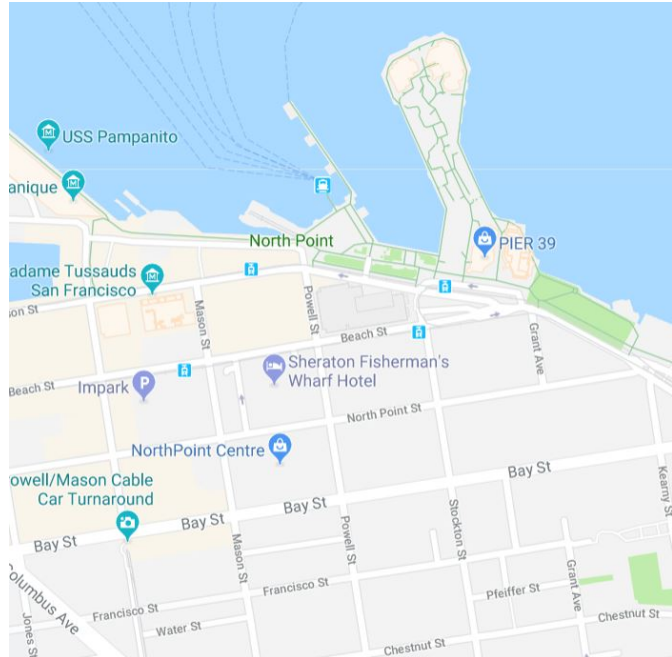 USS Pampanito
anique
North Point
PIER 39
adame Tussauds
San Francisco
son St
Mason St
Powell St
Beach St
Grant Ave
Sheraton Fisherman's
Wharf Hotel
Beach St
Impark
P
North Point St
NorthPoint Centre
owell/Mason Cable
Car Turnaround
Bay St
Kearny St
Bay St
Bay St
Stockton St
Powell St
Mason St
Columbus Ave
Francisco St
Grant Ave
Pfeiffer St
Francisco St
Chestnut St
Jones St
Water St
Chestnut St